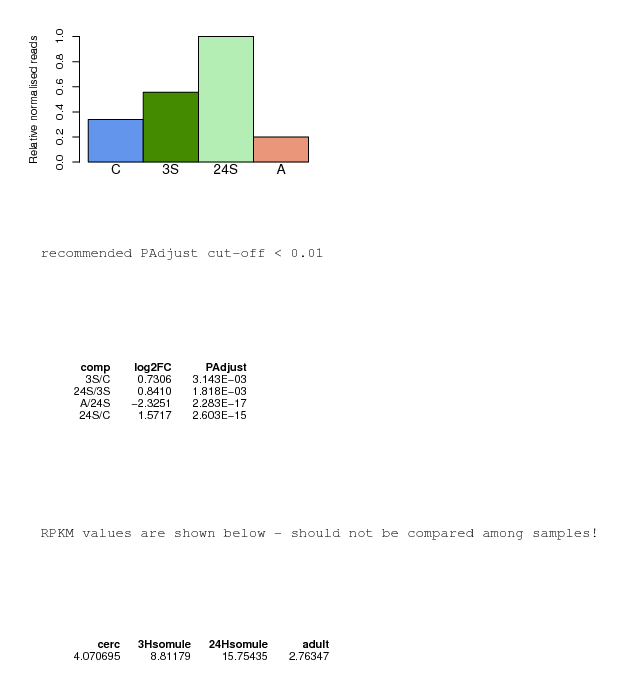 Relative normalised reads
1.0
0.8
0.6
0.4
0.2
0.0
C 3S 24S A
recommended PAdjust cut-off < 0.01
comp log2FC PAdjust
3S/C 0.7306 3.143E−03
24S/3S 0.8410 1.818E−03
A/24S −2.3251 2.283E−17
24S/C 1.5717 2.603E−15
RPKM values are shown below - should not be compared among samples!
cerc 3Hsomule 24Hsomule adult
4.070695 8.81179 15.75435 2.76347